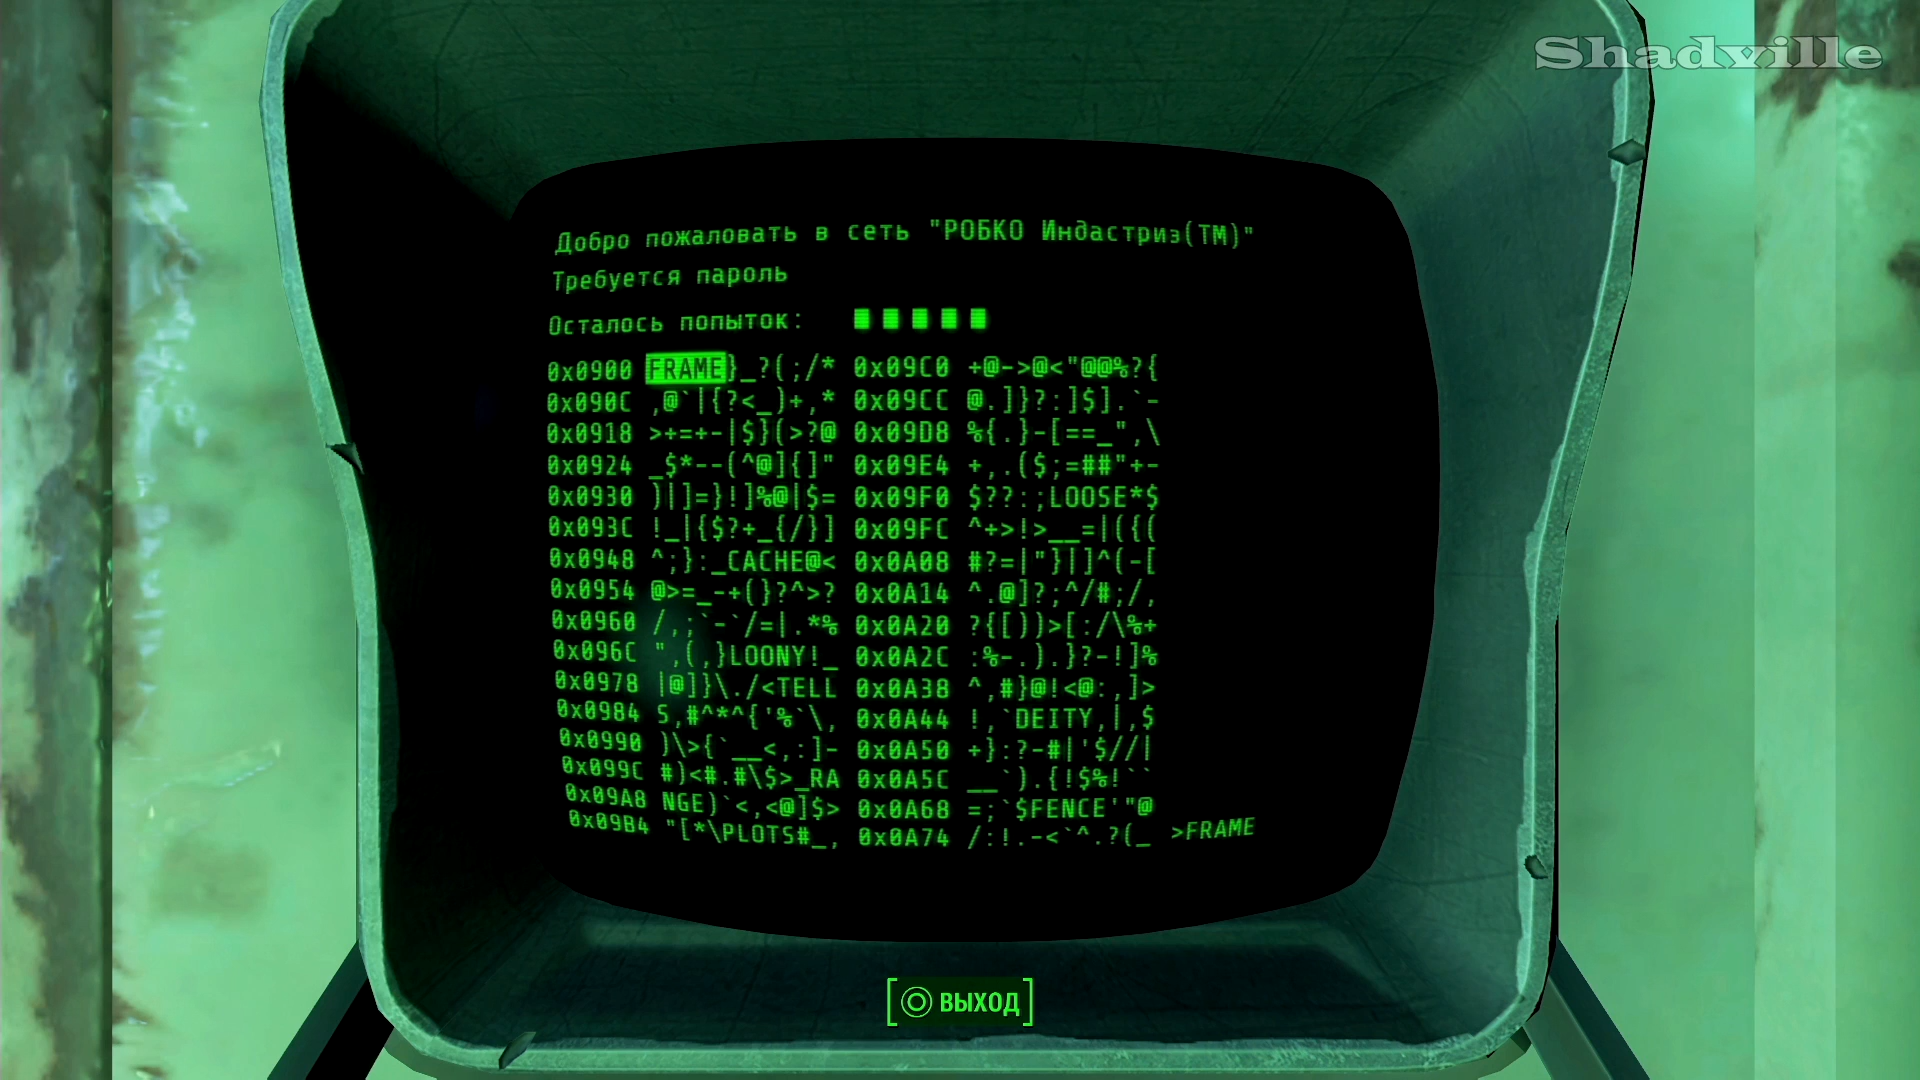 Shadville
Добро пожаловать в сеть "РОБКО Индастриз(ТМ)"
Требуется пароль
Осталось попыток:
0x0900 FRAME}_?(;/* 0x09C0 +@->@<"@@%?{
0x090C ,@`|{?<_)+,* 0x09CC @.]}?:]$].`-
0x0918 >+=+-|$}(>?@ 0x09D8 %{.}-[==_",\
0x0924 _$*--(^@]{]" 0x09E4 +,.($;=##"+-
0x0930 )|]=}!]%@|$= 0x09F0 $??:;LOOSE*$
0x093C !_|{$?+_{/}] 0x09FC ^+>!>__=|({(
0x0948 ^;}:_CACHE@< 0x0A08 #?=|"}|]^(-[
0x0954 @>=_-+(}?^>? 0x0A14 ^.@]?;^/#;/,
0x0960 /,;`-`/=|.*% 0x0A20 ?{[))>[:/\%+
0x096C ",(,}LOONY!_ 0x0A2C :%-.).}?-!]%
0x0978 |@]}\./<TELL 0x0A38 ^,#}@!<@:,]>
0x0984 S,#^*^{'%`\, 0x0A44 !,`DEITY,|,$
0x0990 )\>{`__<,:]- 0x0A50 +}:?-#|'$//|
0x099C #)<#.#\$>_RA 0x0A5C __`).{!$%!``
0x09A8 NGE)`<,<@]$> 0x0A68 =;`$FENCE'"@
0x09B4 "[*\PLOTS#_, 0x0A74 /:!.-<`^.?(_ >FRAME
[ВЫХОД]